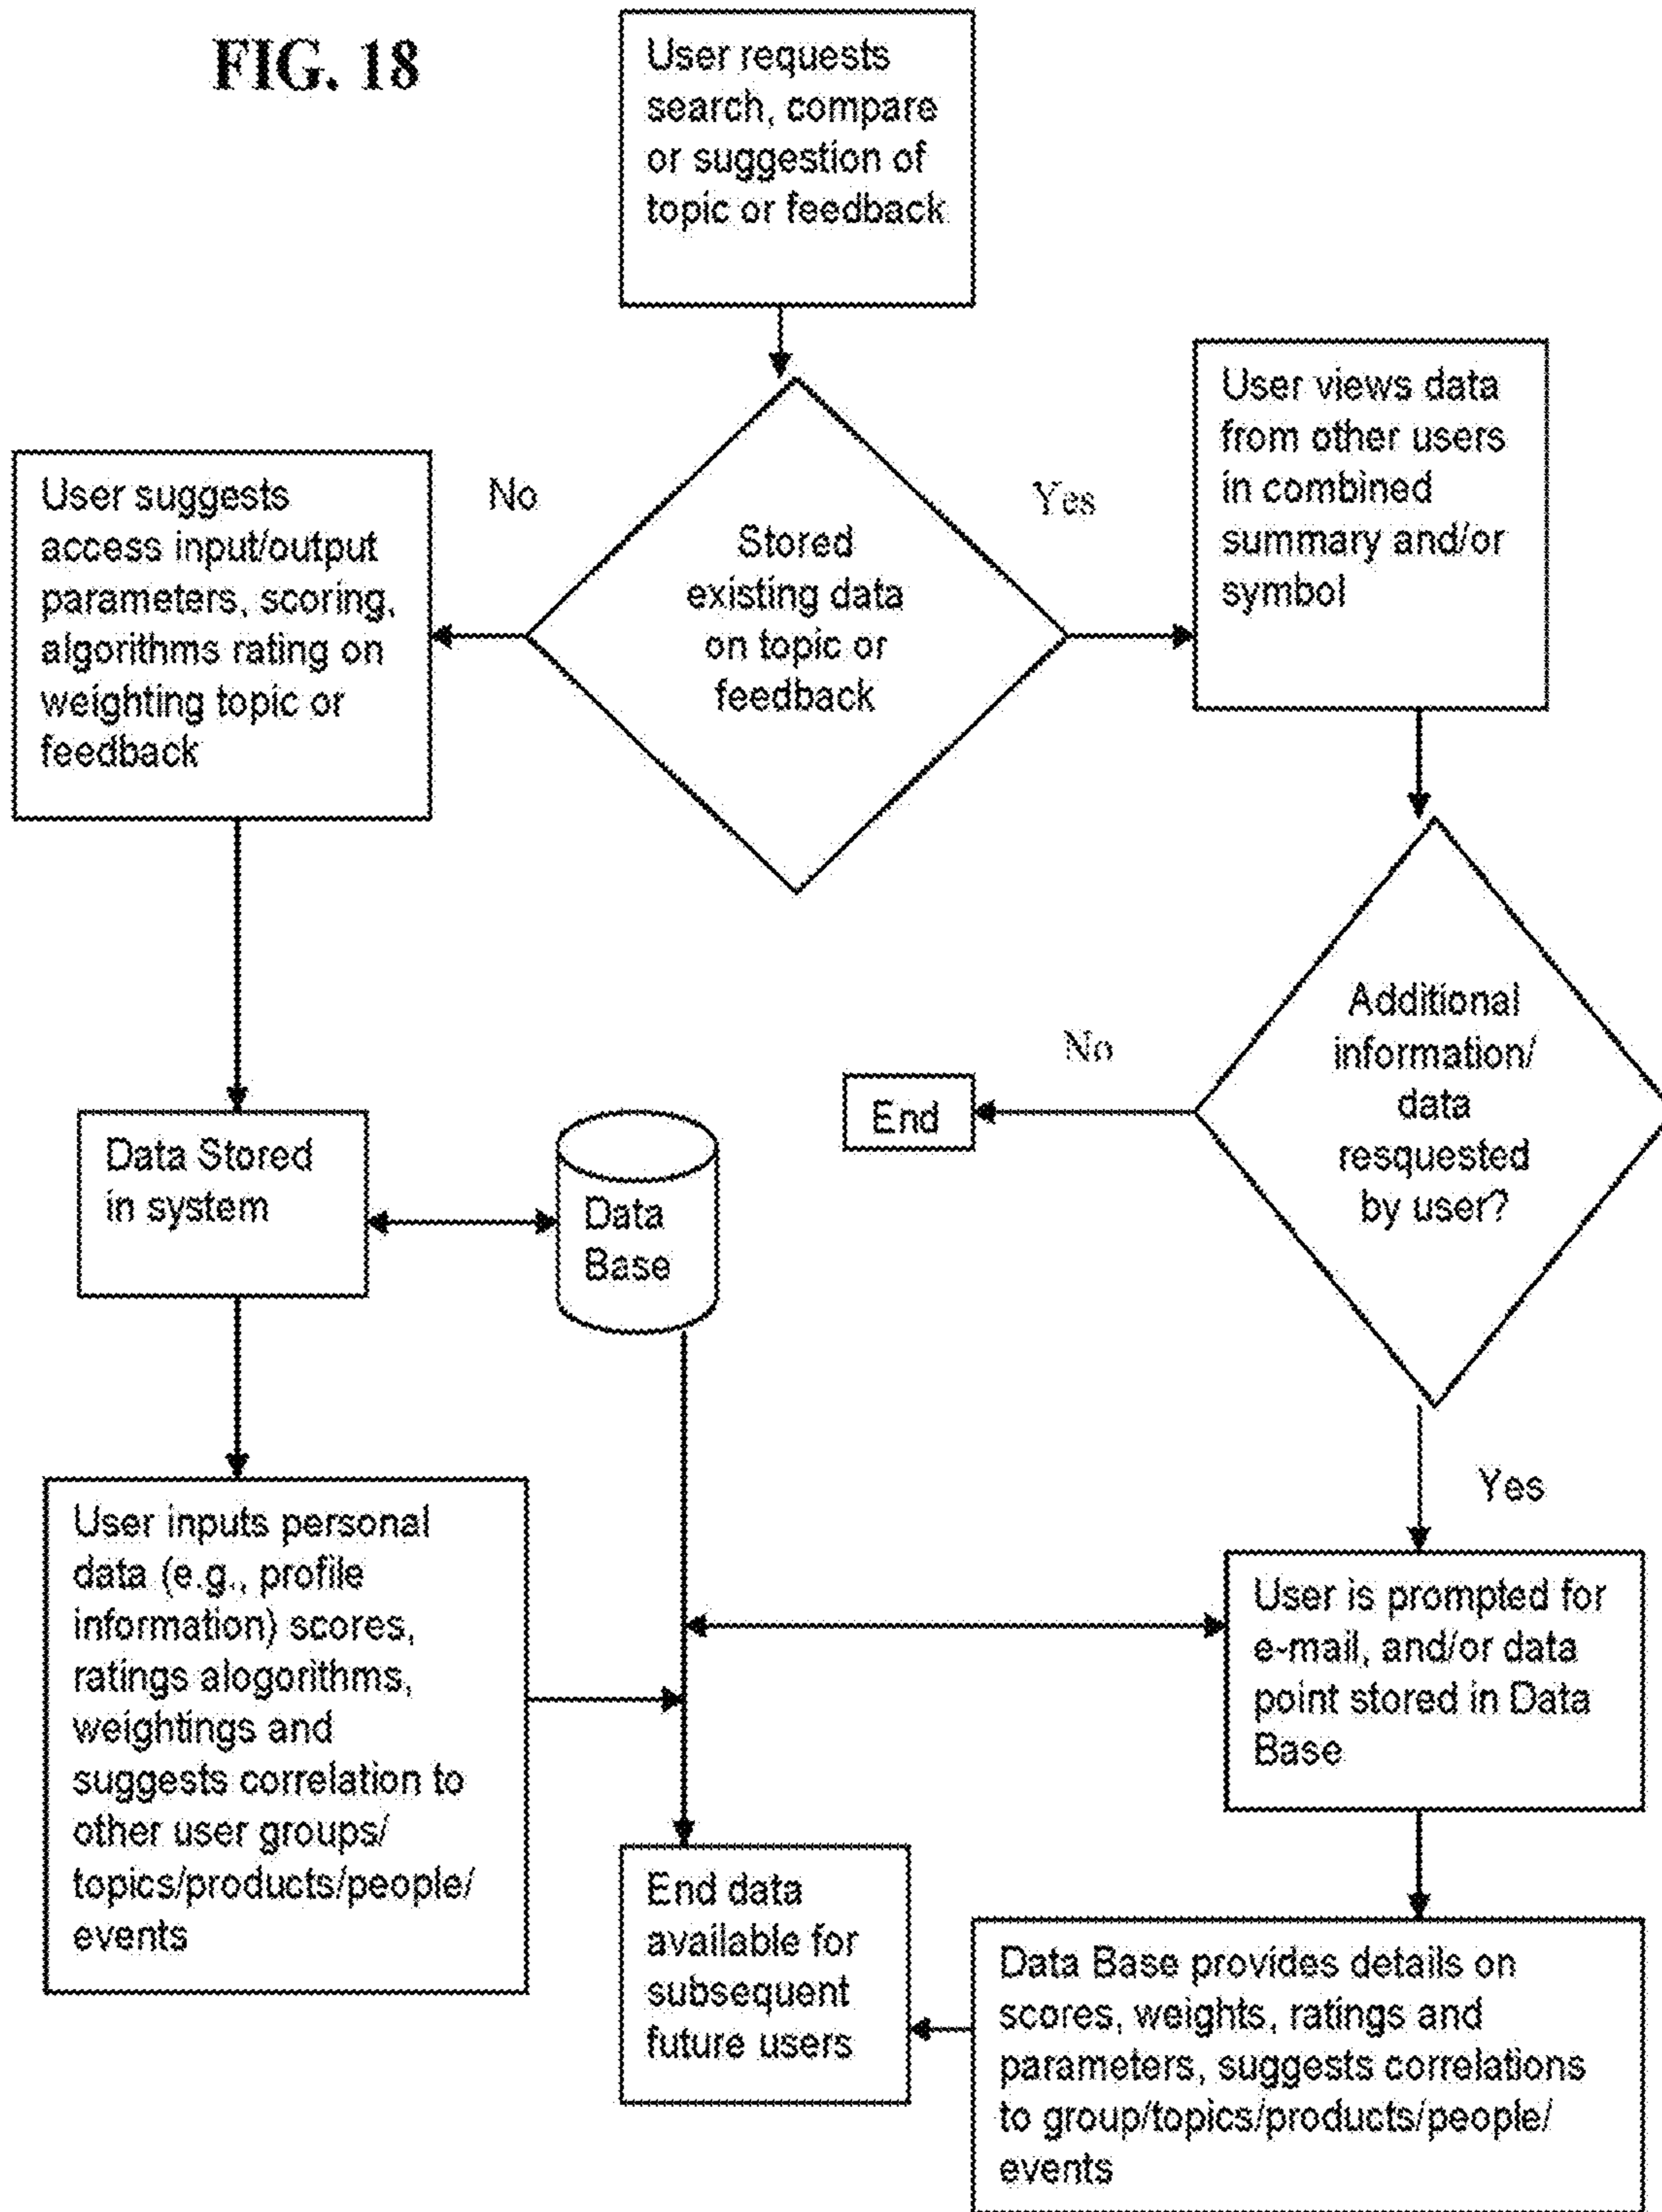 FIG. 18
User requests
search, compare
or suggestion of
topic or feedback
User views data
from other users
in combined
summary and/or
symbol
User suggests
access input/output
parameters, scoring,
algorithms rating on
weighting topic or
feedback
No
Yes
Stored
existing data
on topic or
feedback
Additional
information/
data
resquested
by user?
No
End
Data Stored
in system
Data
Base
Yes
User inputs personal
data (e.g., profile
information) scores,
ratings alogorithms,
weightings and
suggests correlation to
other user groups/
topics/products/people/
events
User is prompted for
e-mail, and/or data
point stored in Data
Base
End data
available for
subsequent
future users
Data Base provides details on
scores, weights, ratings and
parameters, suggests correlations
to group/topics/products/people/
events